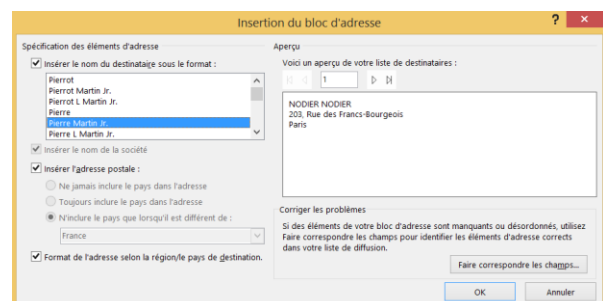 Insertion du bloc d'adresse
? ×
Spécification des éléments d'adresse
Insérer le nom du destinataire sous le format :
Pierrot
Pierrot Martin Jr.
Pierrot L Martin Jr.
Pierre
Pierre Martin Jr.
Pierre L Martin Jr.
Insérer le nom de la société
Insérer l'adresse postale :
Ne jamais inclure le pays dans l'adresse
Toujours inclure le pays dans l'adresse
N'inclure le pays que lorsqu'il est différent de :
France
Format de l'adresse selon la région/le pays de destination.
Aperçu
Voici un aperçu de votre liste de destinataires :
1
NODIER NODIER
203, Rue des Francs-Bourgeois
Paris
Corriger les problèmes
Si des éléments de votre bloc d'adresse sont manquants ou désordonnés, utilisez
Faire correspondre les champs pour identifier les éléments d'adresse corrects
dans votre liste de diffusion.
Faire correspondre les champs...
OK
Annuler